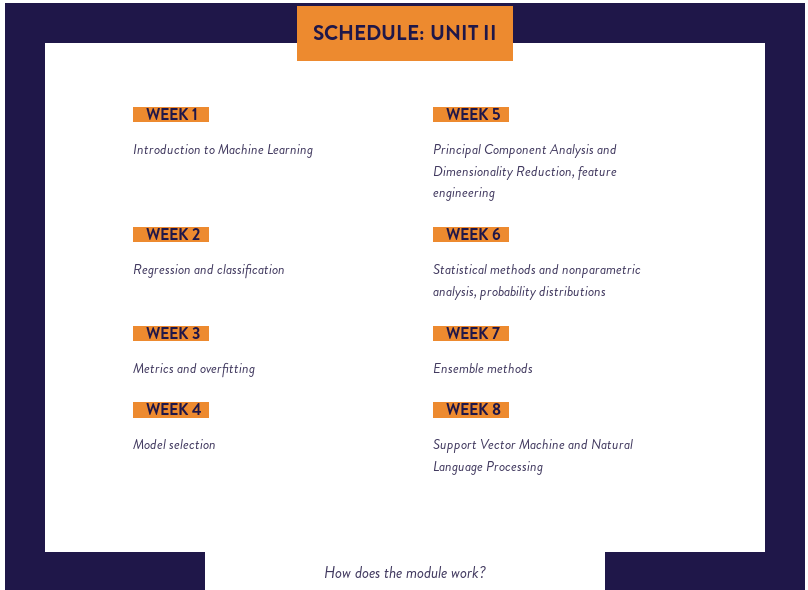 SCHEDULE: UNIT II
WEEK 1
Introduction to Machine Learning
WEEK 2
Regression and classification
WEEK 3
Metrics and overfitting
WEEK 4
Model selection
WEEK 5
Principal Component Analysis and
Dimensionality Reduction, feature
engineering
WEEK 6
Statistical methods and nonparametric
analysis, probability distributions
WEEK 7
Ensemble methods
WEEK 8
Support Vector Machine and Natural
Language Processing
How does the module work?